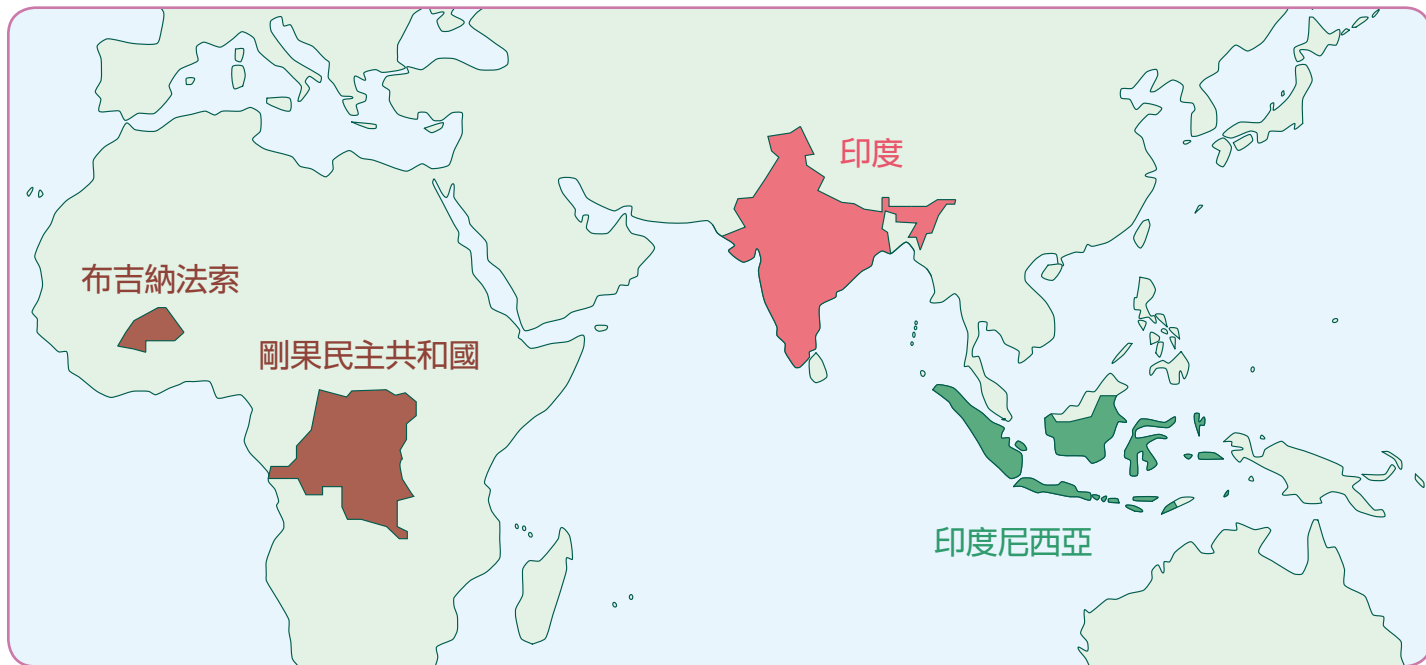 印度
布吉納法索
剛果民主共和國
印度尼西亞